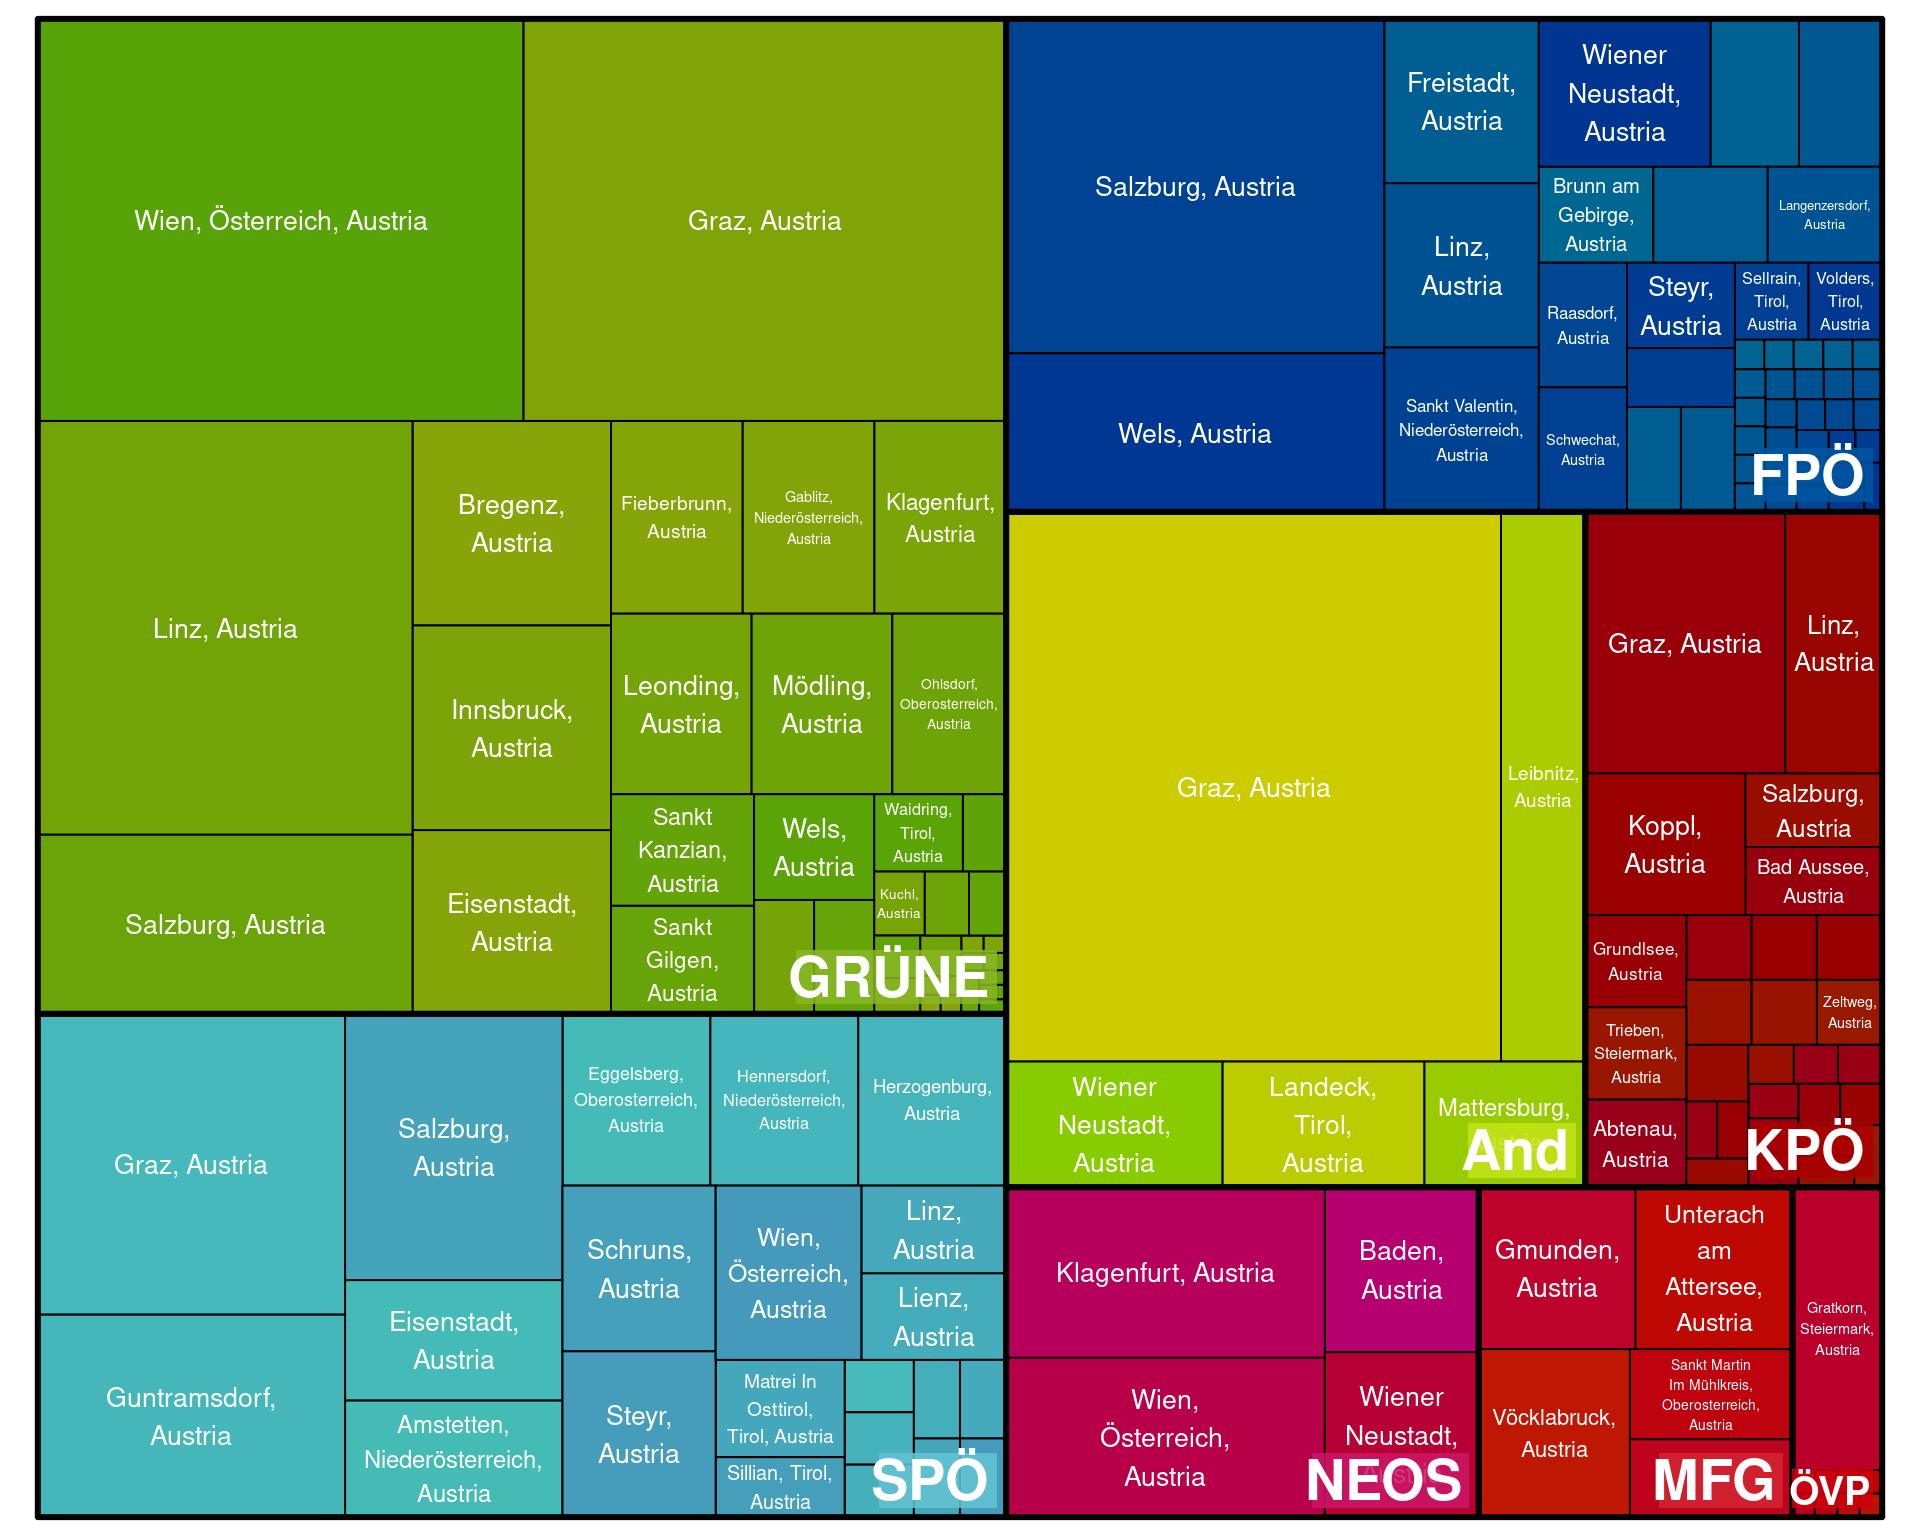 Wien, Österreich, Austria
Graz, Austria
Linz, Austria
Salzburg, Austria
Bregenz,
Austria
Innsbruck,
Austria
Eisenstadt,
Austria
Fieberbrunn,
Austria
Gablitz,
Niederösterreich,
Austria
Klagenfurt,
Austria
Leonding,
Austria
Mödling,
Austria
Ohlsdorf,
Oberosterreich,
Austria
Sankt
Kanzian,
Austria
Sankt
Gilgen,
Austria
Wels,
Austria
Waidring,
Tirol,
Austria
Kuchl,
Austria
GRÜNE
Salzburg, Austria
Wels, Austria
Freistadt,
Austria
Linz,
Austria
Sankt Valentin,
Niederösterreich,
Austria
Wiener
Neustadt,
Austria
Brunn am
Gebirge,
Austria
Langenzersdorf,
Austria
Raasdorf,
Austria
Schwechat,
Austria
Steyr,
Austria
Sellrain,
Tirol,
Austria
Volders,
Tirol,
Austria
FPÖ
Graz, Austria
Leibnitz,
Austria
Wiener
Neustadt,
Austria
Landeck,
Tirol,
Austria
Mattersburg,
And
Graz, Austria
Linz,
Austria
Koppl,
Austria
Salzburg,
Austria
Bad Aussee,
Austria
Grundlsee,
Austria
Trieben,
Steiermark,
Austria
Abtenau,
Austria
Zeltweg,
Austria
KPÖ
Graz, Austria
Guntramsdorf,
Austria
Salzburg,
Austria
Eisenstadt,
Austria
Amstetten,
Niederösterreich,
Austria
Eggelsberg,
Oberosterreich,
Austria
Hennersdorf,
Niederösterreich,
Austria
Herzogenburg,
Austria
Schruns,
Austria
Steyr,
Austria
Wien,
Österreich,
Austria
Linz,
Austria
Lienz,
Austria
Matrei In
Osttirol,
Tirol, Austria
Sillian, Tirol,
Austria
SPÖ
Klagenfurt, Austria
Wien,
Österreich,
Austria
Baden,
Austria
Wiener
Neustadt,
Austria
NEOS
Gmunden,
Austria
Unterach
am
Attersee,
Austria
Vöcklabruck,
Austria
Sankt Martin
Im Mühlkreis,
Oberosterreich,
Austria
MFG
Gratkorn,
Steiermark,
Austria
ÖVP